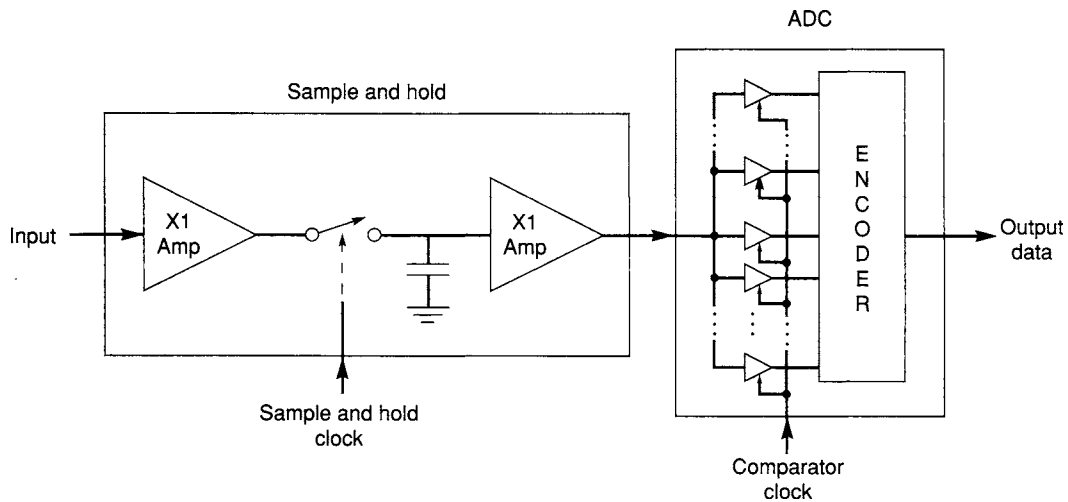 ADC
Sample and hold
X1
Amp
X1
Amp
Input
E
N
C
O
D
E
R
Output
data
Sample and hold
clock
Comparator
clock